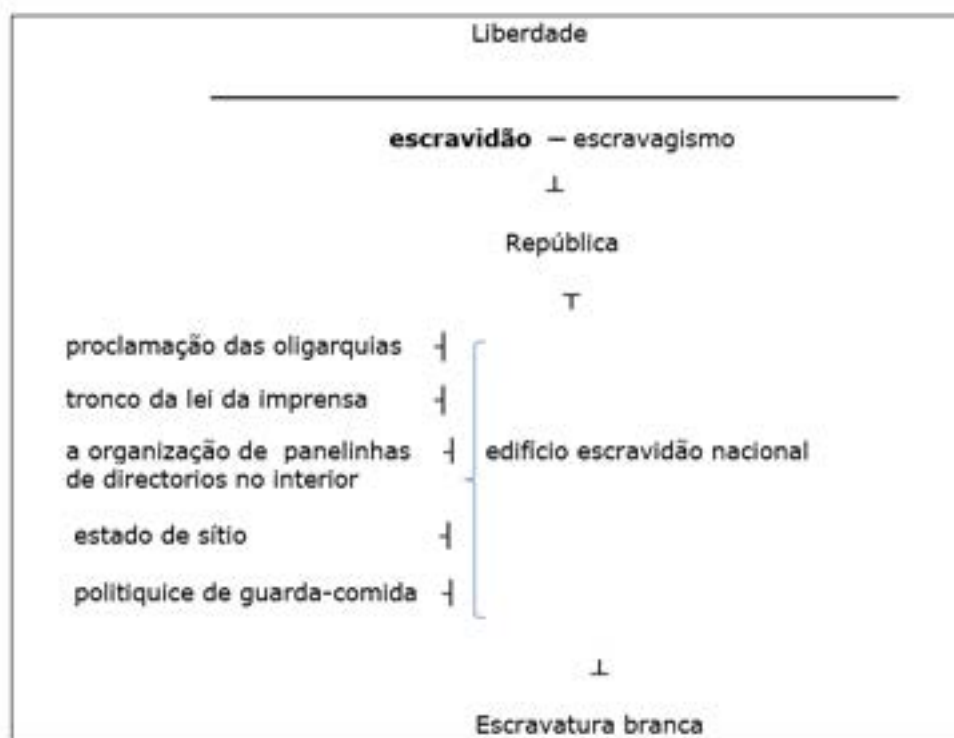 Liberdade
escravidão – escravagismo
┴
República
┬
proclamação das oligarquias ┤
tronco da lei da imprensa ┤
a organização de panelinhas ┤ edifício escravidão nacional
de directorios no interior
estado de sítio ┤
politiquice de guarda-comida ┤
┴
Escravatura branca